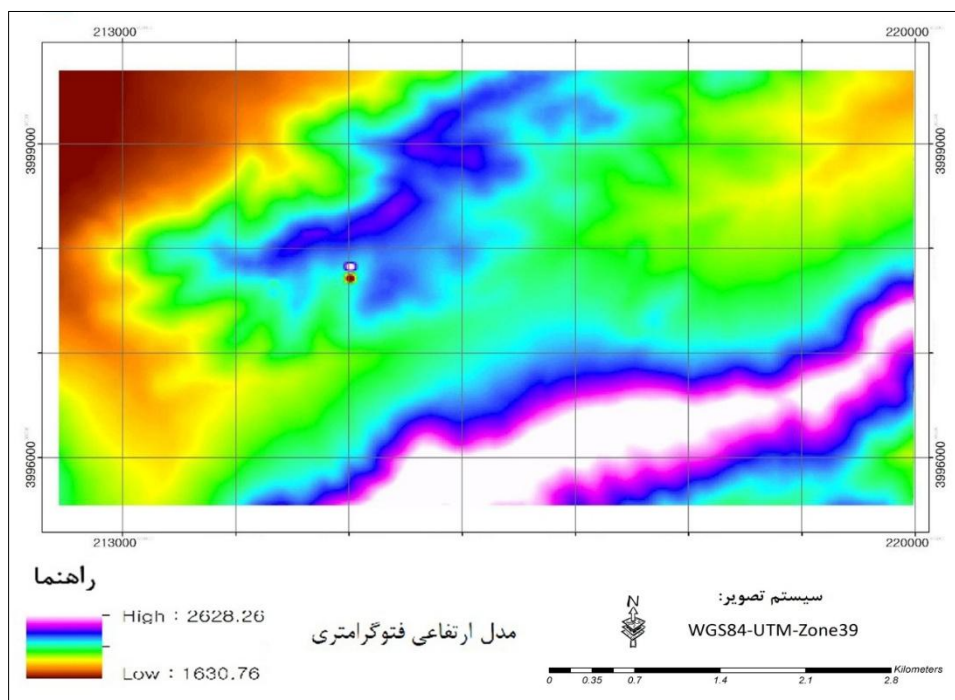 213000 220000
3999000 3999000
3996000 3996000
213000 220000
راهنما
High : 2628.26
Low : 1630.76
مدل ارتفاعی فتوگرامتری
N
سیستم تصویر:
WGS84-UTM-Zone39
Kilometers
0 0.35 0.7 1.4 2.1 2.8